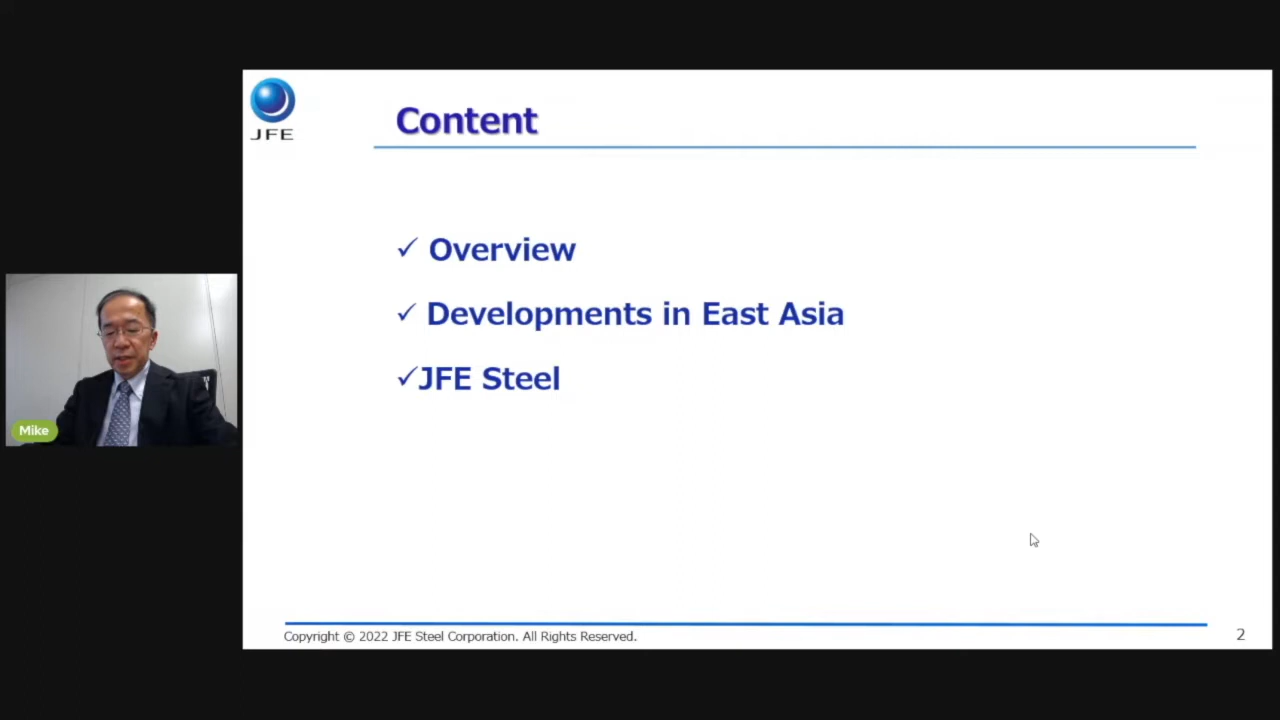 JFE
Content
✓ Overview
✓ Developments in East Asia
✓JFE Steel
Mike
Copyright © 2022 JFE Steel Corporation. All Rights Reserved.
2